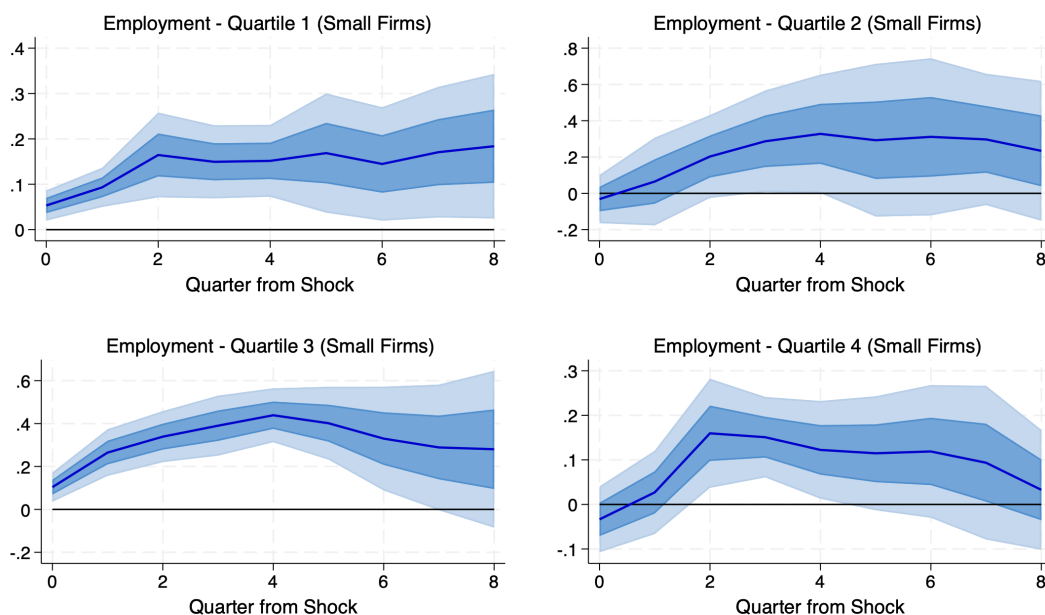 Employment - Quartile 1 (Small Firms)
.4
.3
.2
.1
0
0 2 4 6 8
Quarter from Shock
Employment - Quartile 2 (Small Firms)
.8
.6
.4
.2
0
-.2
0 2 4 6 8
Quarter from Shock
Employment - Quartile 3 (Small Firms)
.6
.4
.2
0
-.2
0 2 4 6 8
Quarter from Shock
Employment - Quartile 4 (Small Firms)
.3
.2
.1
0
-.1
0 2 4 6 8
Quarter from Shock